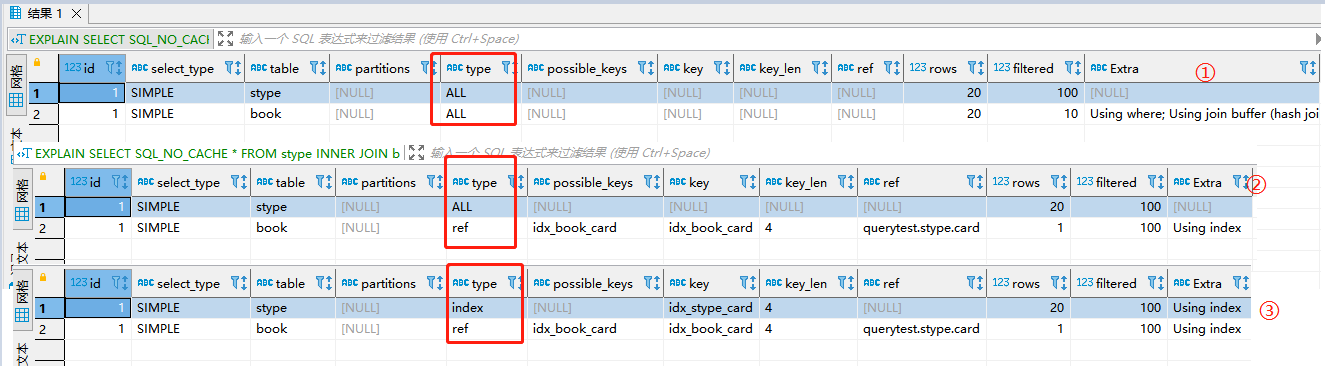 结果 1
EXPLAIN SELECT SQL_NO_CACH 输入一个 SQL 表达式来过滤结果 (使用 Ctrl+Space)
网格
文本
123 id ABC select_type ABC table ABC partitions ABC type ABC possible_keys ABC key ABC key_len ABC ref 123 rows 123 filtered ABC Extra ①
1 1 SIMPLE stype [NULL] ALL [NULL] [NULL] [NULL] [NULL] 20 100 [NULL]
2 1 SIMPLE book [NULL] ALL [NULL] [NULL] [NULL] [NULL] 20 10 Using where; Using join buffer (hash joi
EXPLAIN SELECT SQL_NO_CACHE * FROM stype INNER JOIN b 输入一个 SQL 表达式来过滤结果 (使用 Ctrl+Space)
网格
文本
123 id ABC select_type ABC table ABC partitions ABC type ABC possible_keys ABC key ABC key_len ABC ref 123 rows 123 filtered ABC Extra ②
1 1 SIMPLE stype [NULL] ALL [NULL] [NULL] [NULL] [NULL] 20 100 [NULL]
2 1 SIMPLE book [NULL] ref idx_book_card idx_book_card 4 querytest.stype.card 1 100 Using index
网格
文本
123 id ABC select_type ABC table ABC partitions ABC type ABC possible_keys ABC key ABC key_len ABC ref 123 rows 123 filtered ABC Extra
1 1 SIMPLE stype [NULL] index [NULL] idx_stype_card 4 [NULL] 20 100 Using index ③
2 1 SIMPLE book [NULL] ref idx_book_card idx_book_card 4 querytest.stype.card 1 100 Using index